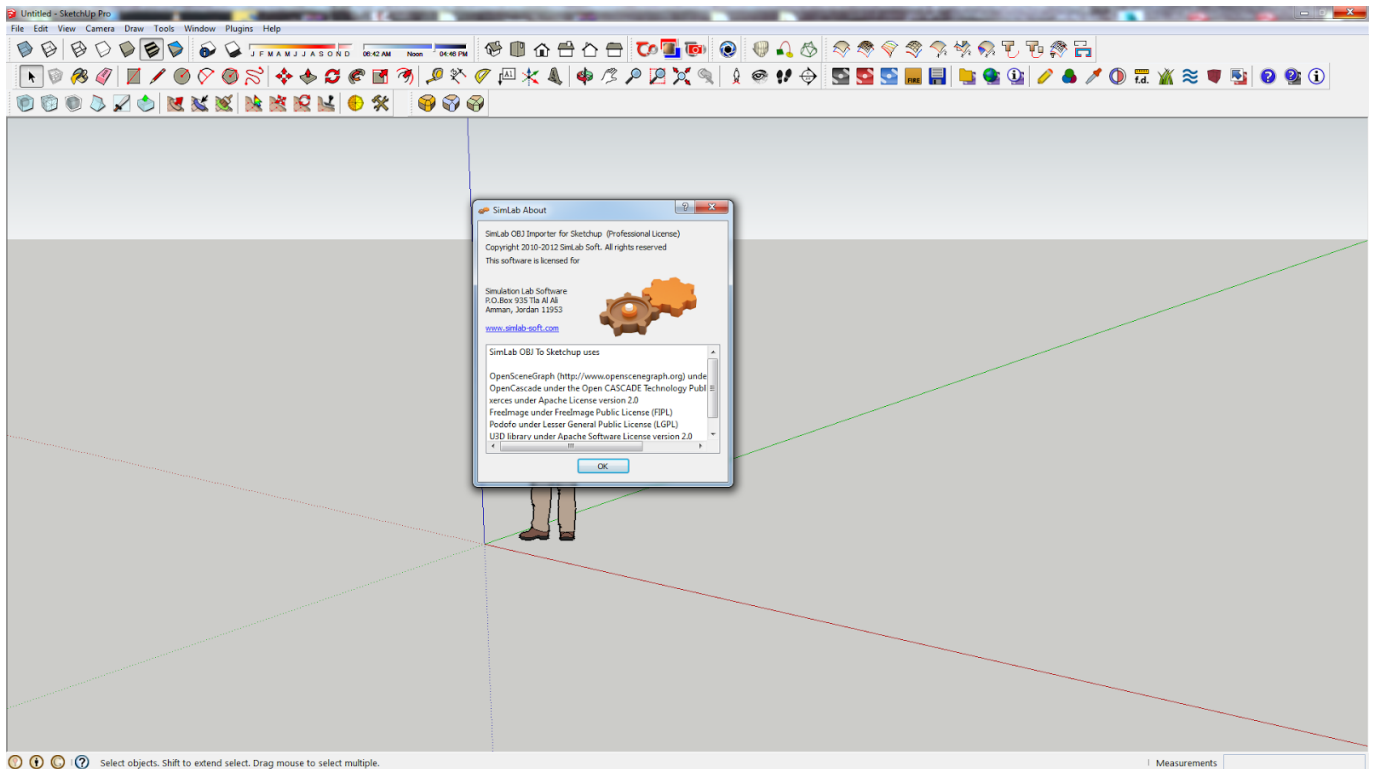 Untitled - SketchUp Pro
File Edit View Camera Draw Tools Window Plugins Help
J F M A M J J A S O N D 06:42 AM Noon 04:46 PM
A1
FIRE
f.d.
SimLab About
SimLab OBJ Importer for Sketchup (Professional License)
Copyright 2010-2012 SimLab Soft. All rights reserved
This software is licensed for
Simulation Lab Software
P.O.Box 935 Tla Al Ali
Amman, Jordan 11953
www.simlab-soft.com
SimLab OBJ To Sketchup uses
OpenSceneGraph (http://www.openscenegraph.org) unde
OpenCascade under the Open CASCADE Technology Publ
xerces under Apache License version 2.0
FreeImage under FreeImage Public License (FIPL)
Podofo under Lesser General Public License (LGPL)
U3D library under Apache Software License version 2.0
OK
Select objects. Shift to extend select. Drag mouse to select multiple.
Measurements